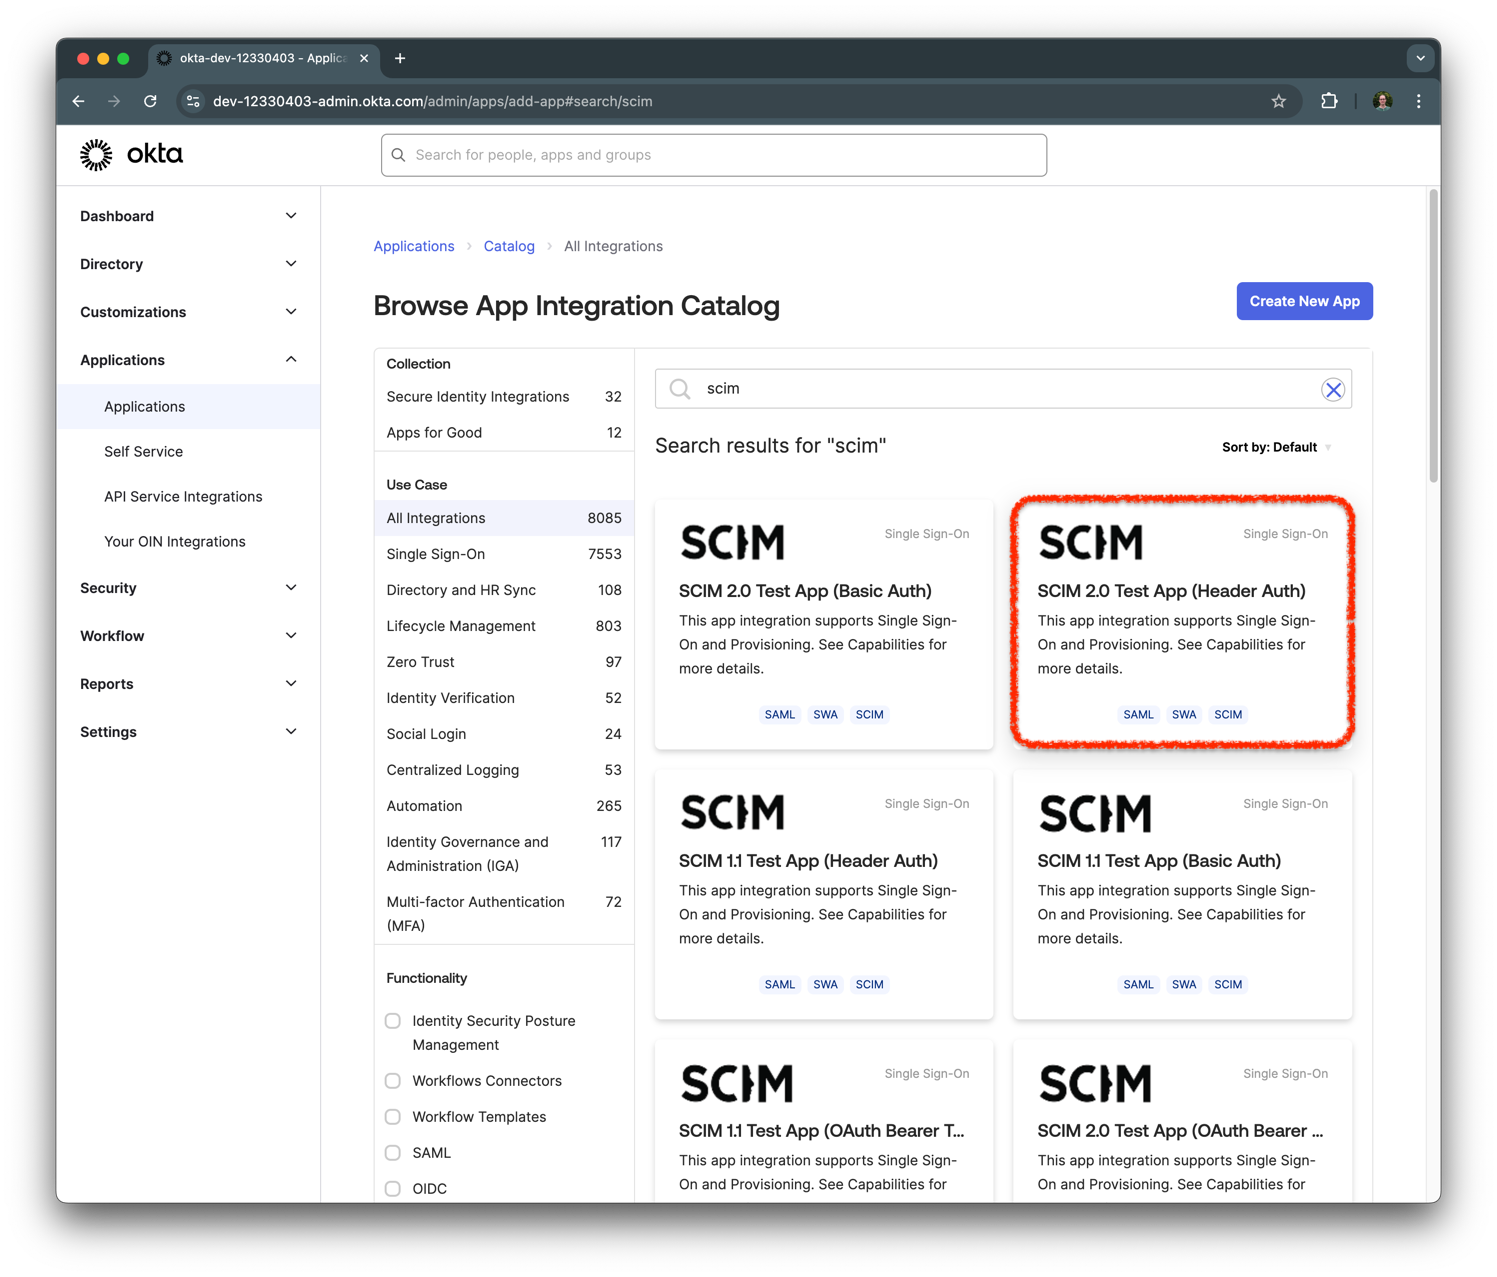 okta-dev-12330403 - Applica
dev-12330403-admin.okta.com/admin/apps/add-app#search/scim
okta
Search for people, apps and groups
Dashboard
Directory
Customizations
Applications
Applications
Self Service
API Service Integrations
Your OIN Integrations
Security
Workflow
Reports
Settings
Applications › Catalog › All Integrations
Browse App Integration Catalog
Create New App
Collection
Secure Identity Integrations 32
Apps for Good 12
Use Case
All Integrations 8085
Single Sign-On 7553
Directory and HR Sync 108
Lifecycle Management 803
Zero Trust 97
Identity Verification 52
Social Login 24
Centralized Logging 53
Automation 265
Identity Governance and 117
Administration (IGA)
Multi-factor Authentication 72
(MFA)
Functionality
Identity Security Posture
Management
Workflows Connectors
Workflow Templates
SAML
OIDC
scim
Search results for "scim"
Sort by: Default
SCIM Single Sign-On
SCIM 2.0 Test App (Basic Auth)
This app integration supports Single Sign-
On and Provisioning. See Capabilities for
more details.
SAML SWA SCIM
SCIM Single Sign-On
SCIM 2.0 Test App (Header Auth)
This app integration supports Single Sign-
On and Provisioning. See Capabilities for
more details.
SAML SWA SCIM
SCIM Single Sign-On
SCIM 1.1 Test App (Header Auth)
This app integration supports Single Sign-
On and Provisioning. See Capabilities for
more details.
SAML SWA SCIM
SCIM Single Sign-On
SCIM 1.1 Test App (Basic Auth)
This app integration supports Single Sign-
On and Provisioning. See Capabilities for
more details.
SAML SWA SCIM
SCIM Single Sign-On
SCIM 1.1 Test App (OAuth Bearer T...
This app integration supports Single Sign-
On and Provisioning. See Capabilities for
SCIM Single Sign-On
SCIM 2.0 Test App (OAuth Bearer ...
This app integration supports Single Sign-
On and Provisioning. See Capabilities for